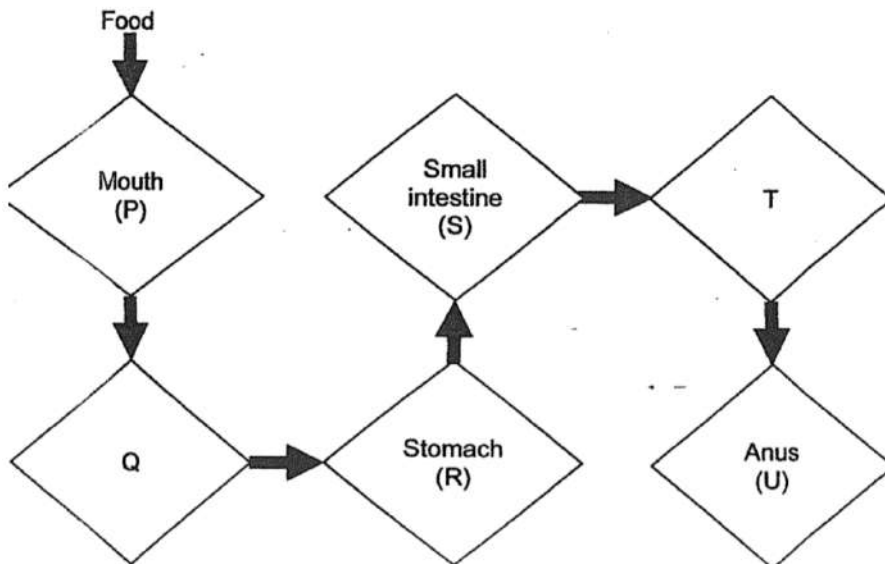 Food
Mouth
(P)
Q
Stomach
(R)
Small
intestine
(S)
T
Anus
(U)